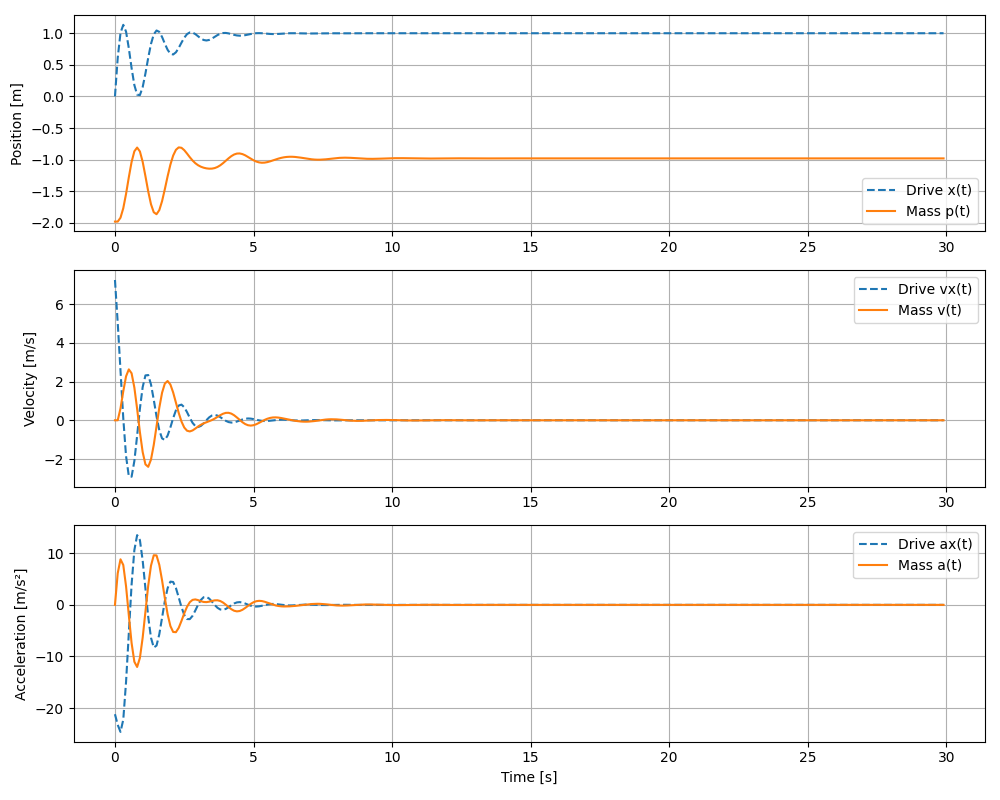 Position [m]
1.0
0.5
0.0
−0.5
−1.0
−1.5
−2.0
Drive x(t)
Mass p(t)
0 5 10 15 20 25 30
Velocity [m/s]
6
4
2
0
−2
Drive vx(t)
Mass v(t)
0 5 10 15 20 25 30
Acceleration [m/s²]
10
0
−10
−20
Drive ax(t)
Mass a(t)
0 5 10 15 20 25 30
Time [s]